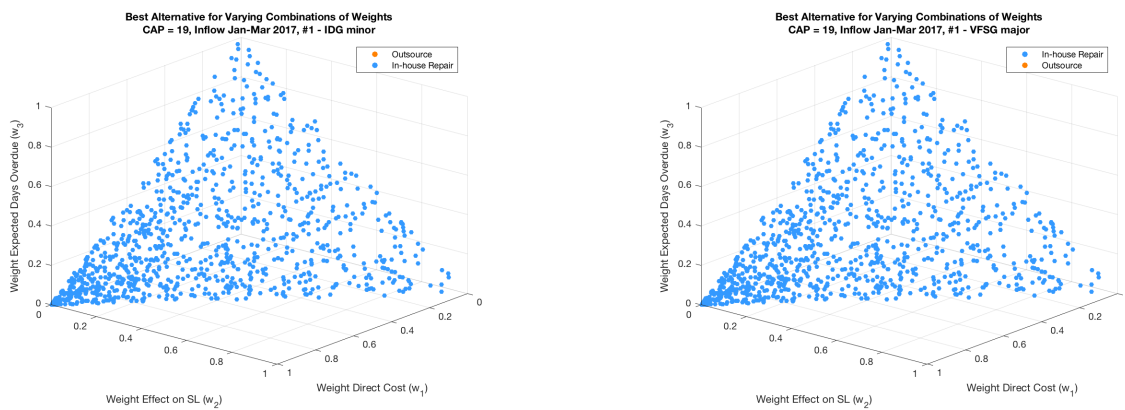 Best Alternative for Varying Combinations of Weights
CAP = 19, Inflow Jan-Mar 2017, #1 - IDG minor
Outsource
In-house Repair
Weight Expected Days Overdue (w3)
1
0.8
0.6
0.4
0.2
0
0
0.2
0.4
0.6
0.8
1
Weight Effect on SL (w2)
1
0.8
0.6
0.4
0.2
0
Weight Direct Cost (w1)
Best Alternative for Varying Combinations of Weights
CAP = 19, Inflow Jan-Mar 2017, #1 - VFSG major
In-house Repair
Outsource
Weight Expected Days Overdue (w3)
1
0.8
0.6
0.4
0.2
0
0
0.2
0.4
0.6
0.8
1
Weight Effect on SL (w2)
1
0.8
0.6
0.4
0.2
Weight Direct Cost (w1)